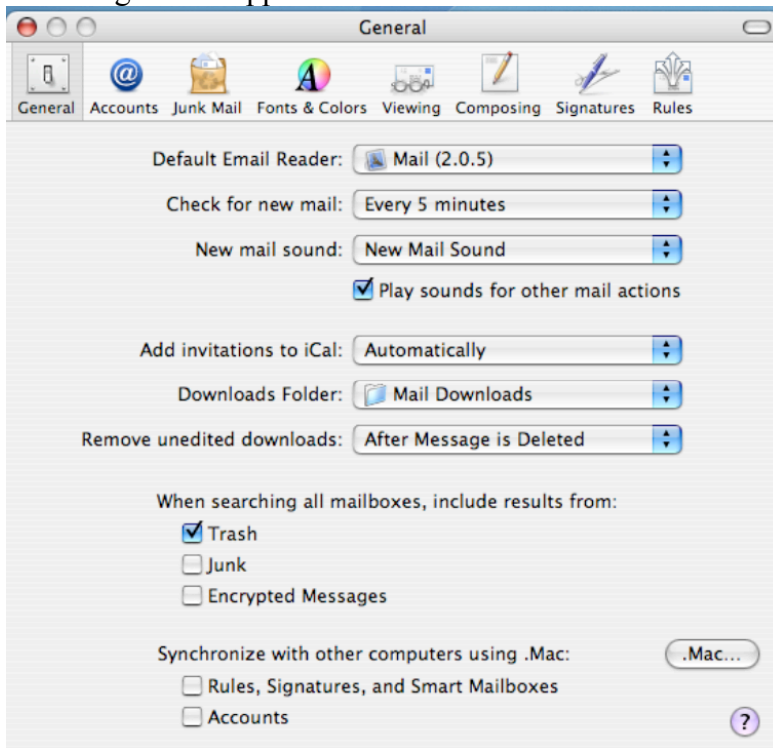 General
General Accounts Junk Mail Fonts & Colors Viewing Composing Signatures Rules
Default Email Reader: Mail (2.0.5)
Check for new mail: Every 5 minutes
New mail sound: New Mail Sound
Play sounds for other mail actions
Add invitations to iCal: Automatically
Downloads Folder: Mail Downloads
Remove unedited downloads: After Message is Deleted
When searching all mailboxes, include results from:
Trash
Junk
Encrypted Messages
Synchronize with other computers using .Mac: .Mac...
Rules, Signatures, and Smart Mailboxes
Accounts ?